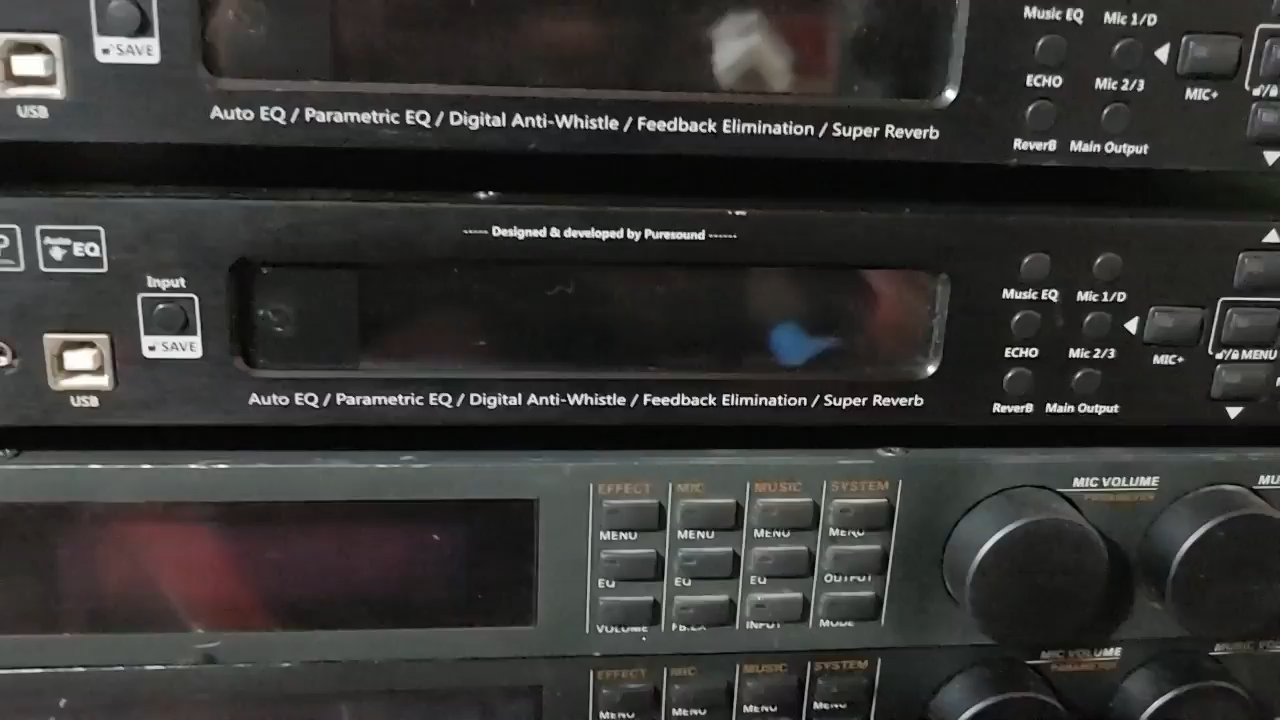 Music EQ Mic 1/D
SAVE
ECHO Mic 2/3
MIC+
USB
Auto EQ / Parametric EQ / Digital Anti-Whistle / Feedback Elimination / Super Reverb
ReverB Main Output
----- Designed & developed by Puresound ------
Auto EQ
Input
Music EQ Mic 1/D
SAVE
ECHO Mic 2/3 MIC+ MENU
USB
Auto EQ / Parametric EQ / Digital Anti-Whistle / Feedback Elimination / Super Reverb
ReverB Main Output
EFFECT MIC MUSIC SYSTEM
MIC VOLUME
MENU MENU MENU MENU
EQ EQ EQ OUTPUT
VOLUME INPUT MODE
MIC VOLUME
EFFECT MIC MUSIC SYSTEM
MENU MENU MENU MENU